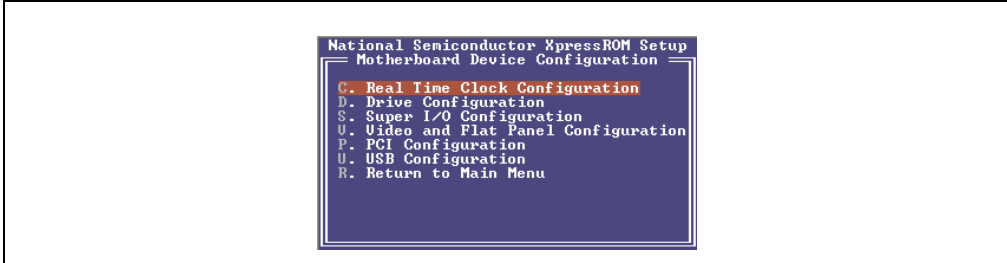 National Semiconductor XpressROM Setup
Motherboard Device Configuration
C. Real Time Clock Configuration
D. Drive Configuration
S. Super I/O Configuration
V. Video and Flat Panel Configuration
P. PCI Configuration
U. USB Configuration
R. Return to Main Menu